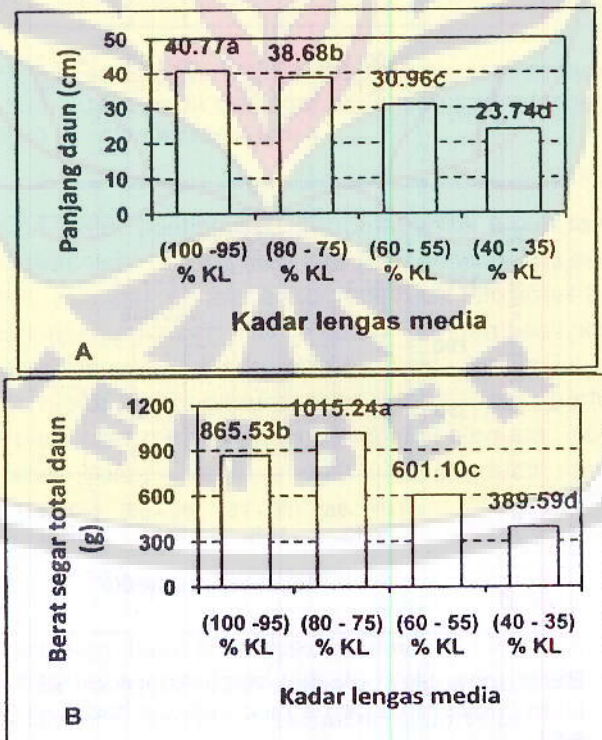 Panjang daun (cm)
50
40
30
20
10
0
40.77a 38.68b 30.96c 23.74d
(100 -95) (80 - 75) (60 - 55) (40 - 35)
% KL % KL % KL % KL
Kadar lengas media
A
Berat segar total daun
(g)
1200
900
600
300
0
865.53b 1015.24a 601.10c 389.59d
(100 -95) (80 - 75) (60 - 55) (40 - 35)
% KL % KL % KL % KL
Kadar lengas media
B
EMBER